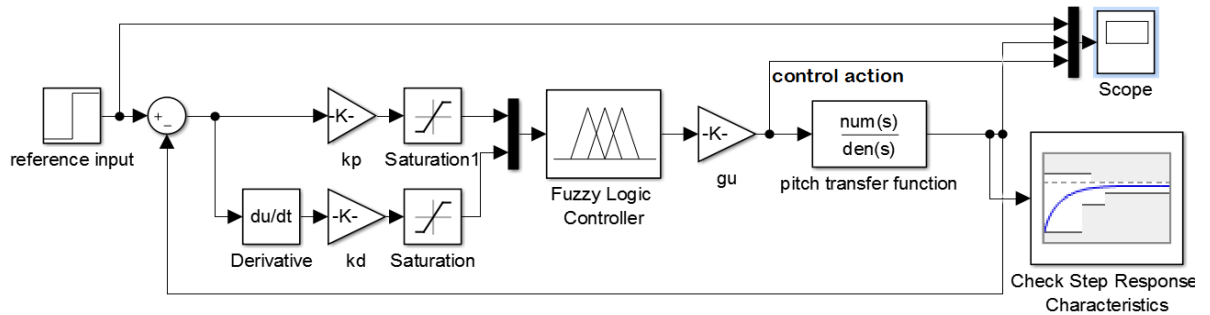 control action
Scope
+
_
-K-
-K-
-K-
num(s)
den(s)
reference input
kp
Saturation1
gu
pitch transfer function
Fuzzy Logic
Controller
du/dt
Derivative
kd
Saturation
Check Step Response
Characteristics